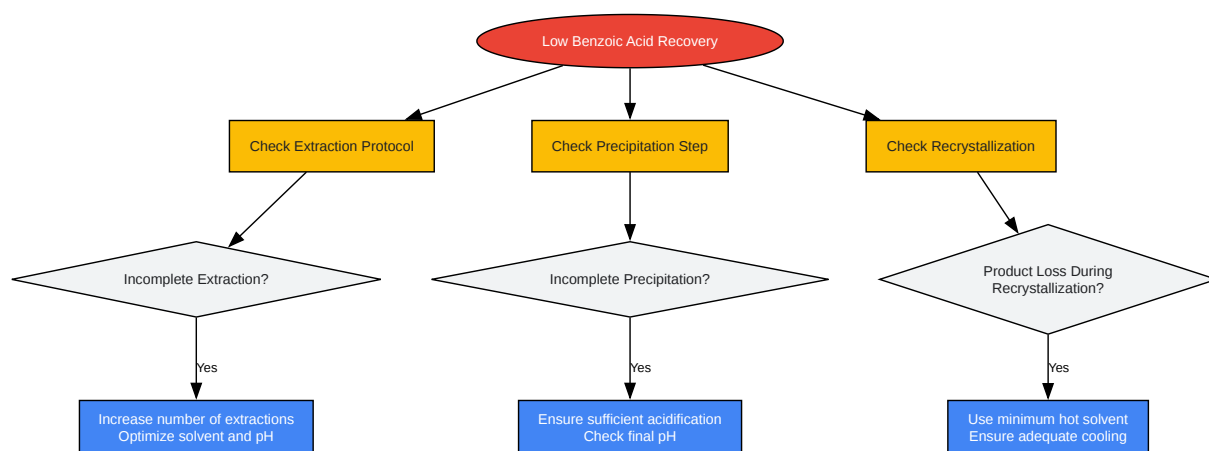 Low Benzoic Acid Recovery
Check Extraction Protocol
Check Precipitation Step
Check Recrystallization
Incomplete Extraction?
Incomplete Precipitation?
Product Loss During
Recrystallization?
Yes
Yes
Yes
Increase number of extractions
Optimize solvent and pH
Ensure sufficient acidification
Check final pH
Use minimum hot solvent
Ensure adequate cooling